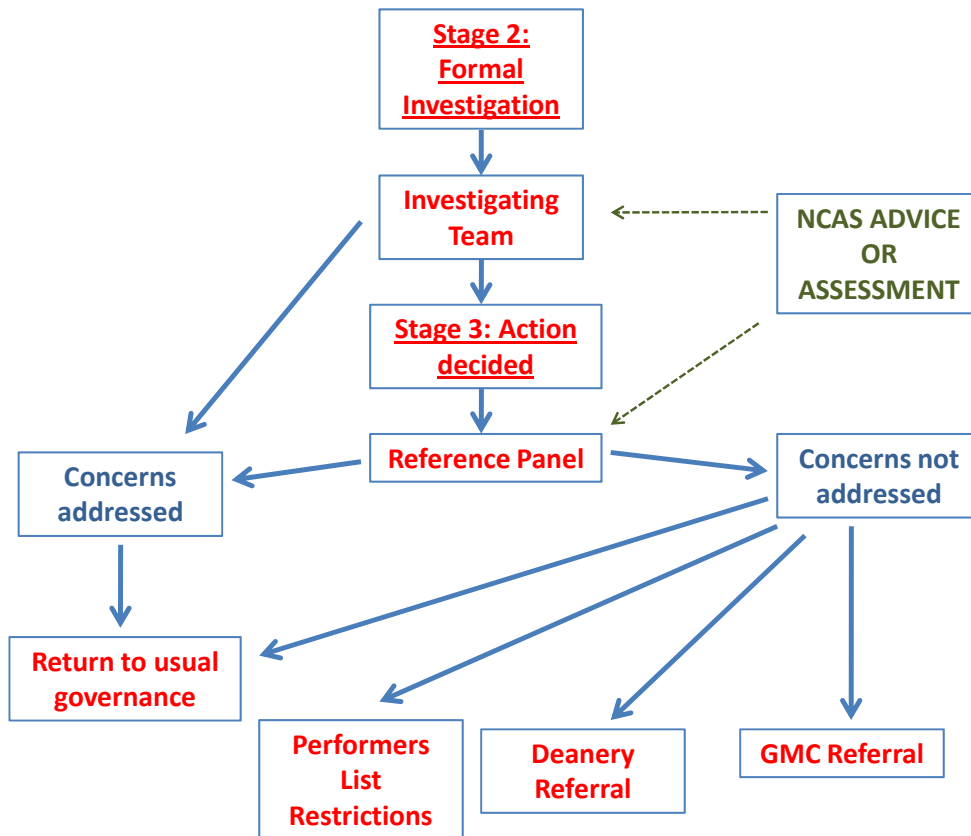 Stage 2:
Formal
Investigation
Investigating
Team
NCAS ADVICE
OR
ASSESSMENT
Stage 3: Action
decided
Reference Panel
Concerns
addressed
Concerns not
addressed
Return to usual
governance
Performers
List
Restrictions
Deanery
Referral
GMC Referral